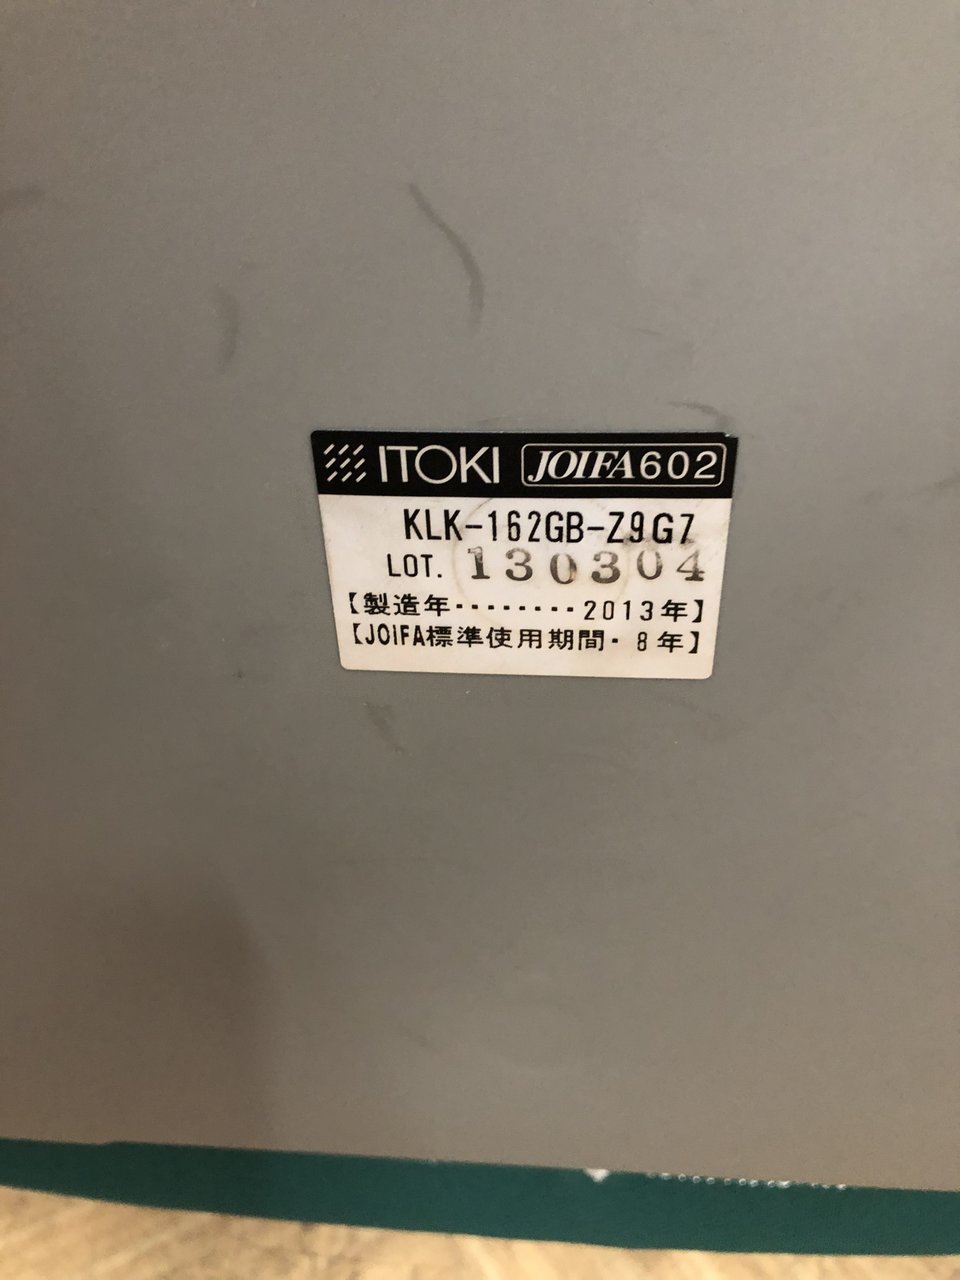 ITOKI JOIFA602
KLK-162GB-Z9G7
LOT. 130304
【製造年········2013年】
【JOIFA標準使用期間· 8年】